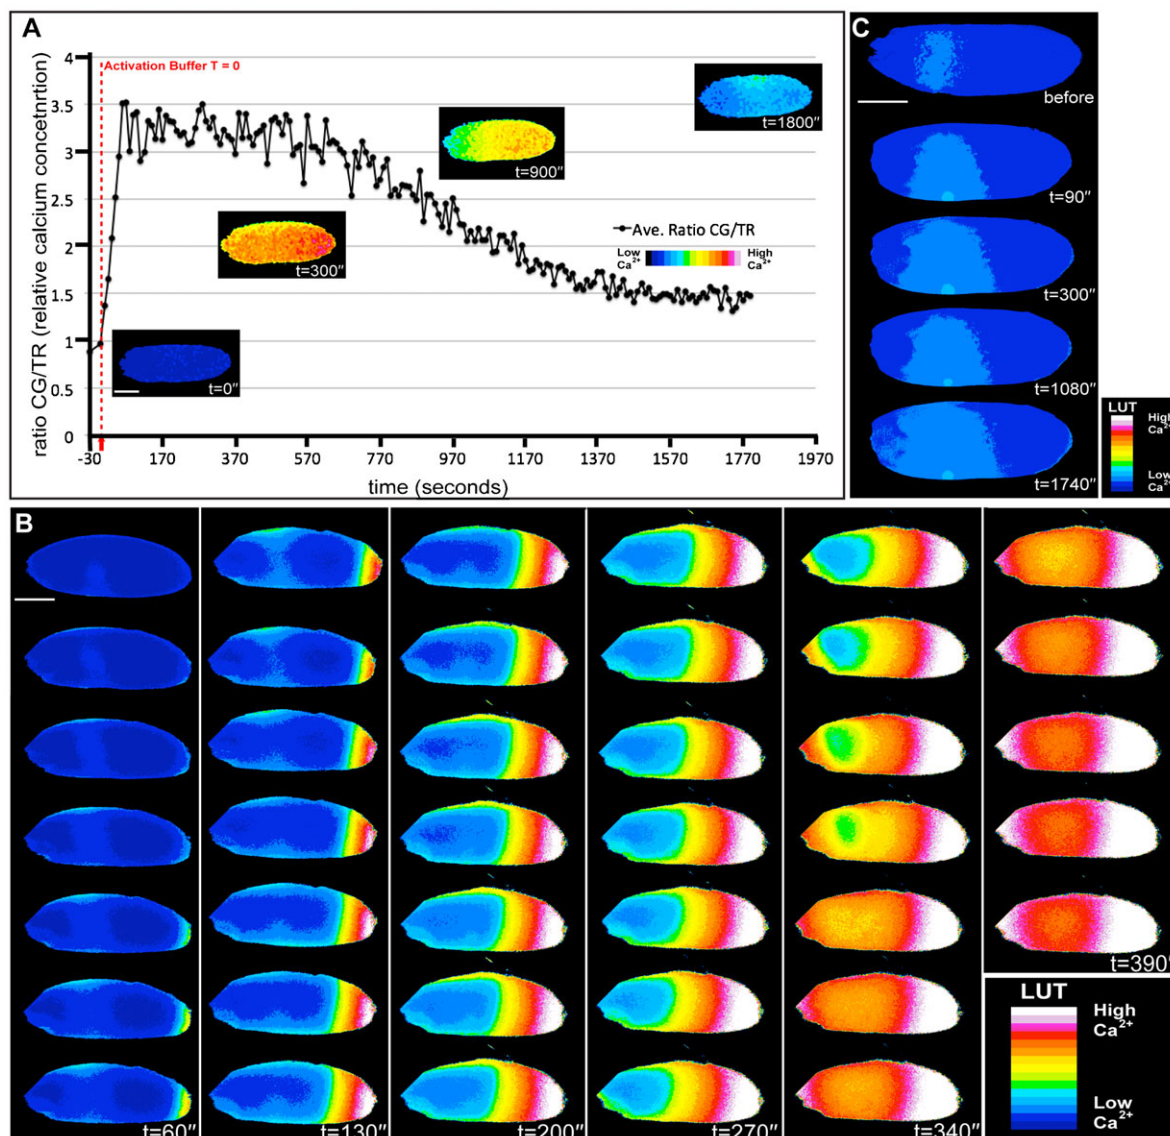 A
ratio CG/TR (relative calcium concetnrtion)
4
3.5
3
2.5
2
1.5
1
0.5
0
Activation Buffer T = 0
t=0"
t=300"
t=900"
t=1800"
Ave. Ratio CG/TR
Low Ca2+
High Ca2+
-30 170 370 570 770 970 1170 1370 1570 1780 1970
time (seconds)
C
before
t=90"
t=300"
t=1080"
t=1740"
LUT
High Ca2+
Low Ca2+
B
t=60"
t=130"
t=200"
t=270"
t=340"
t=390"
LUT
High Ca2+
Low Ca2+